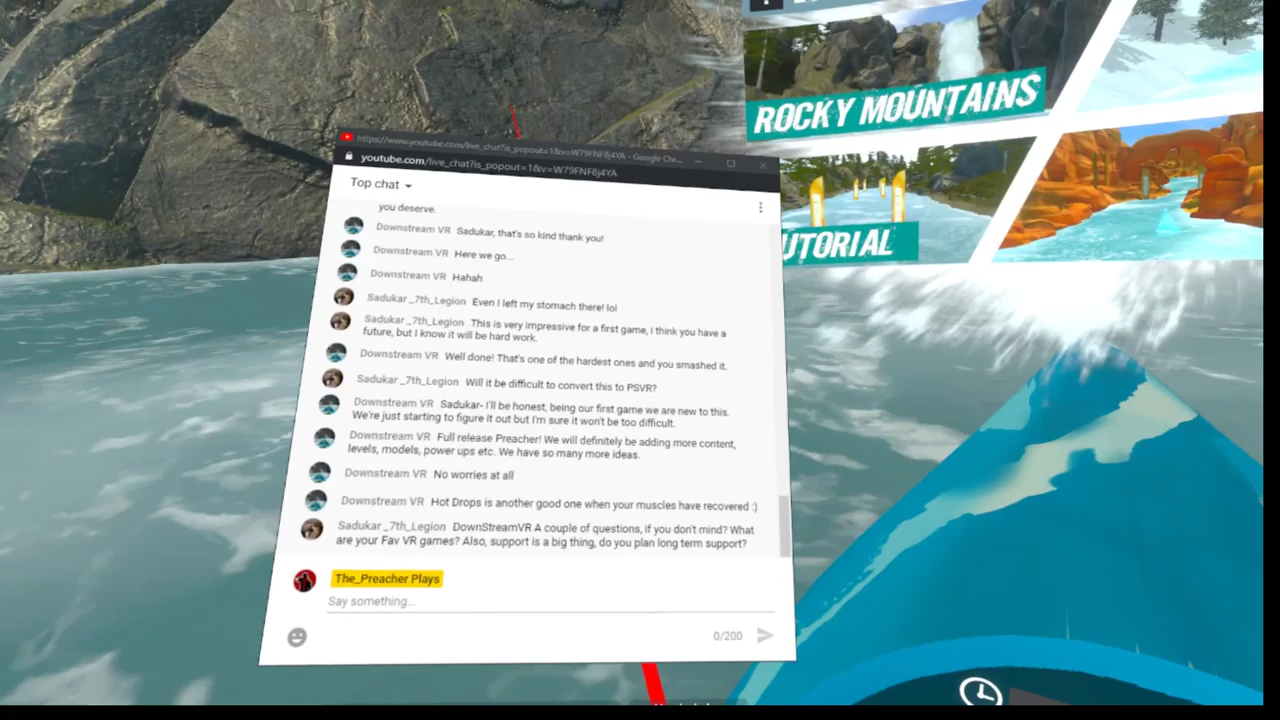 ROCKY MOUNTAINS
UTORIAL
https://www.youtube.com/live_chat?is_popout=1&v=W79FNF8j4YA - Google Chr...
youtube.com/live_chat?is_popout=1&v=W79FNF8j4YA
Top chat
you deserve.
Downstream VR Sadukar, that's so kind thank you!
Downstream VR Here we go...
Downstream VR Hahah
Sadukar _7th_Legion Even I left my stomach there! lol
Sadukar _7th_Legion This is very impressive for a first game, I think you have a
future, but I know it will be hard work.
Downstream VR Well done! That's one of the hardest ones and you smashed it.
Sadukar _7th_Legion Will it be difficult to convert this to PSVR?
Downstream VR Sadukar- I'll be honest, being our first game we are new to this.
We're just starting to figure it out but I'm sure it won't be too difficult.
Downstream VR Full release Preacher! We will definitely be adding more content,
levels, models, power ups etc. We have so many more ideas.
Downstream VR No worries at all
Downstream VR Hot Drops is another good one when your muscles have recovered :)
Sadukar _7th_Legion DownStreamVR A couple of questions, if you don't mind? What
are your Fav VR games? Also, support is a big thing, do you plan long term support?
The_Preacher Plays
Say something...
0/200